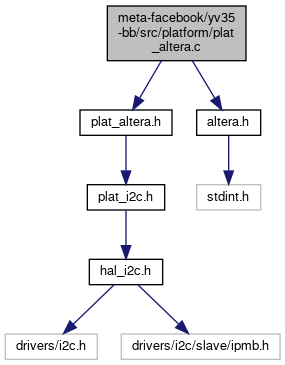 meta-facebook/yv35
-bb/src/platform/plat
_altera.c
plat_altera.h
altera.h
plat_i2c.h
stdint.h
hal_i2c.h
drivers/i2c.h
drivers/i2c/slave/ipmb.h